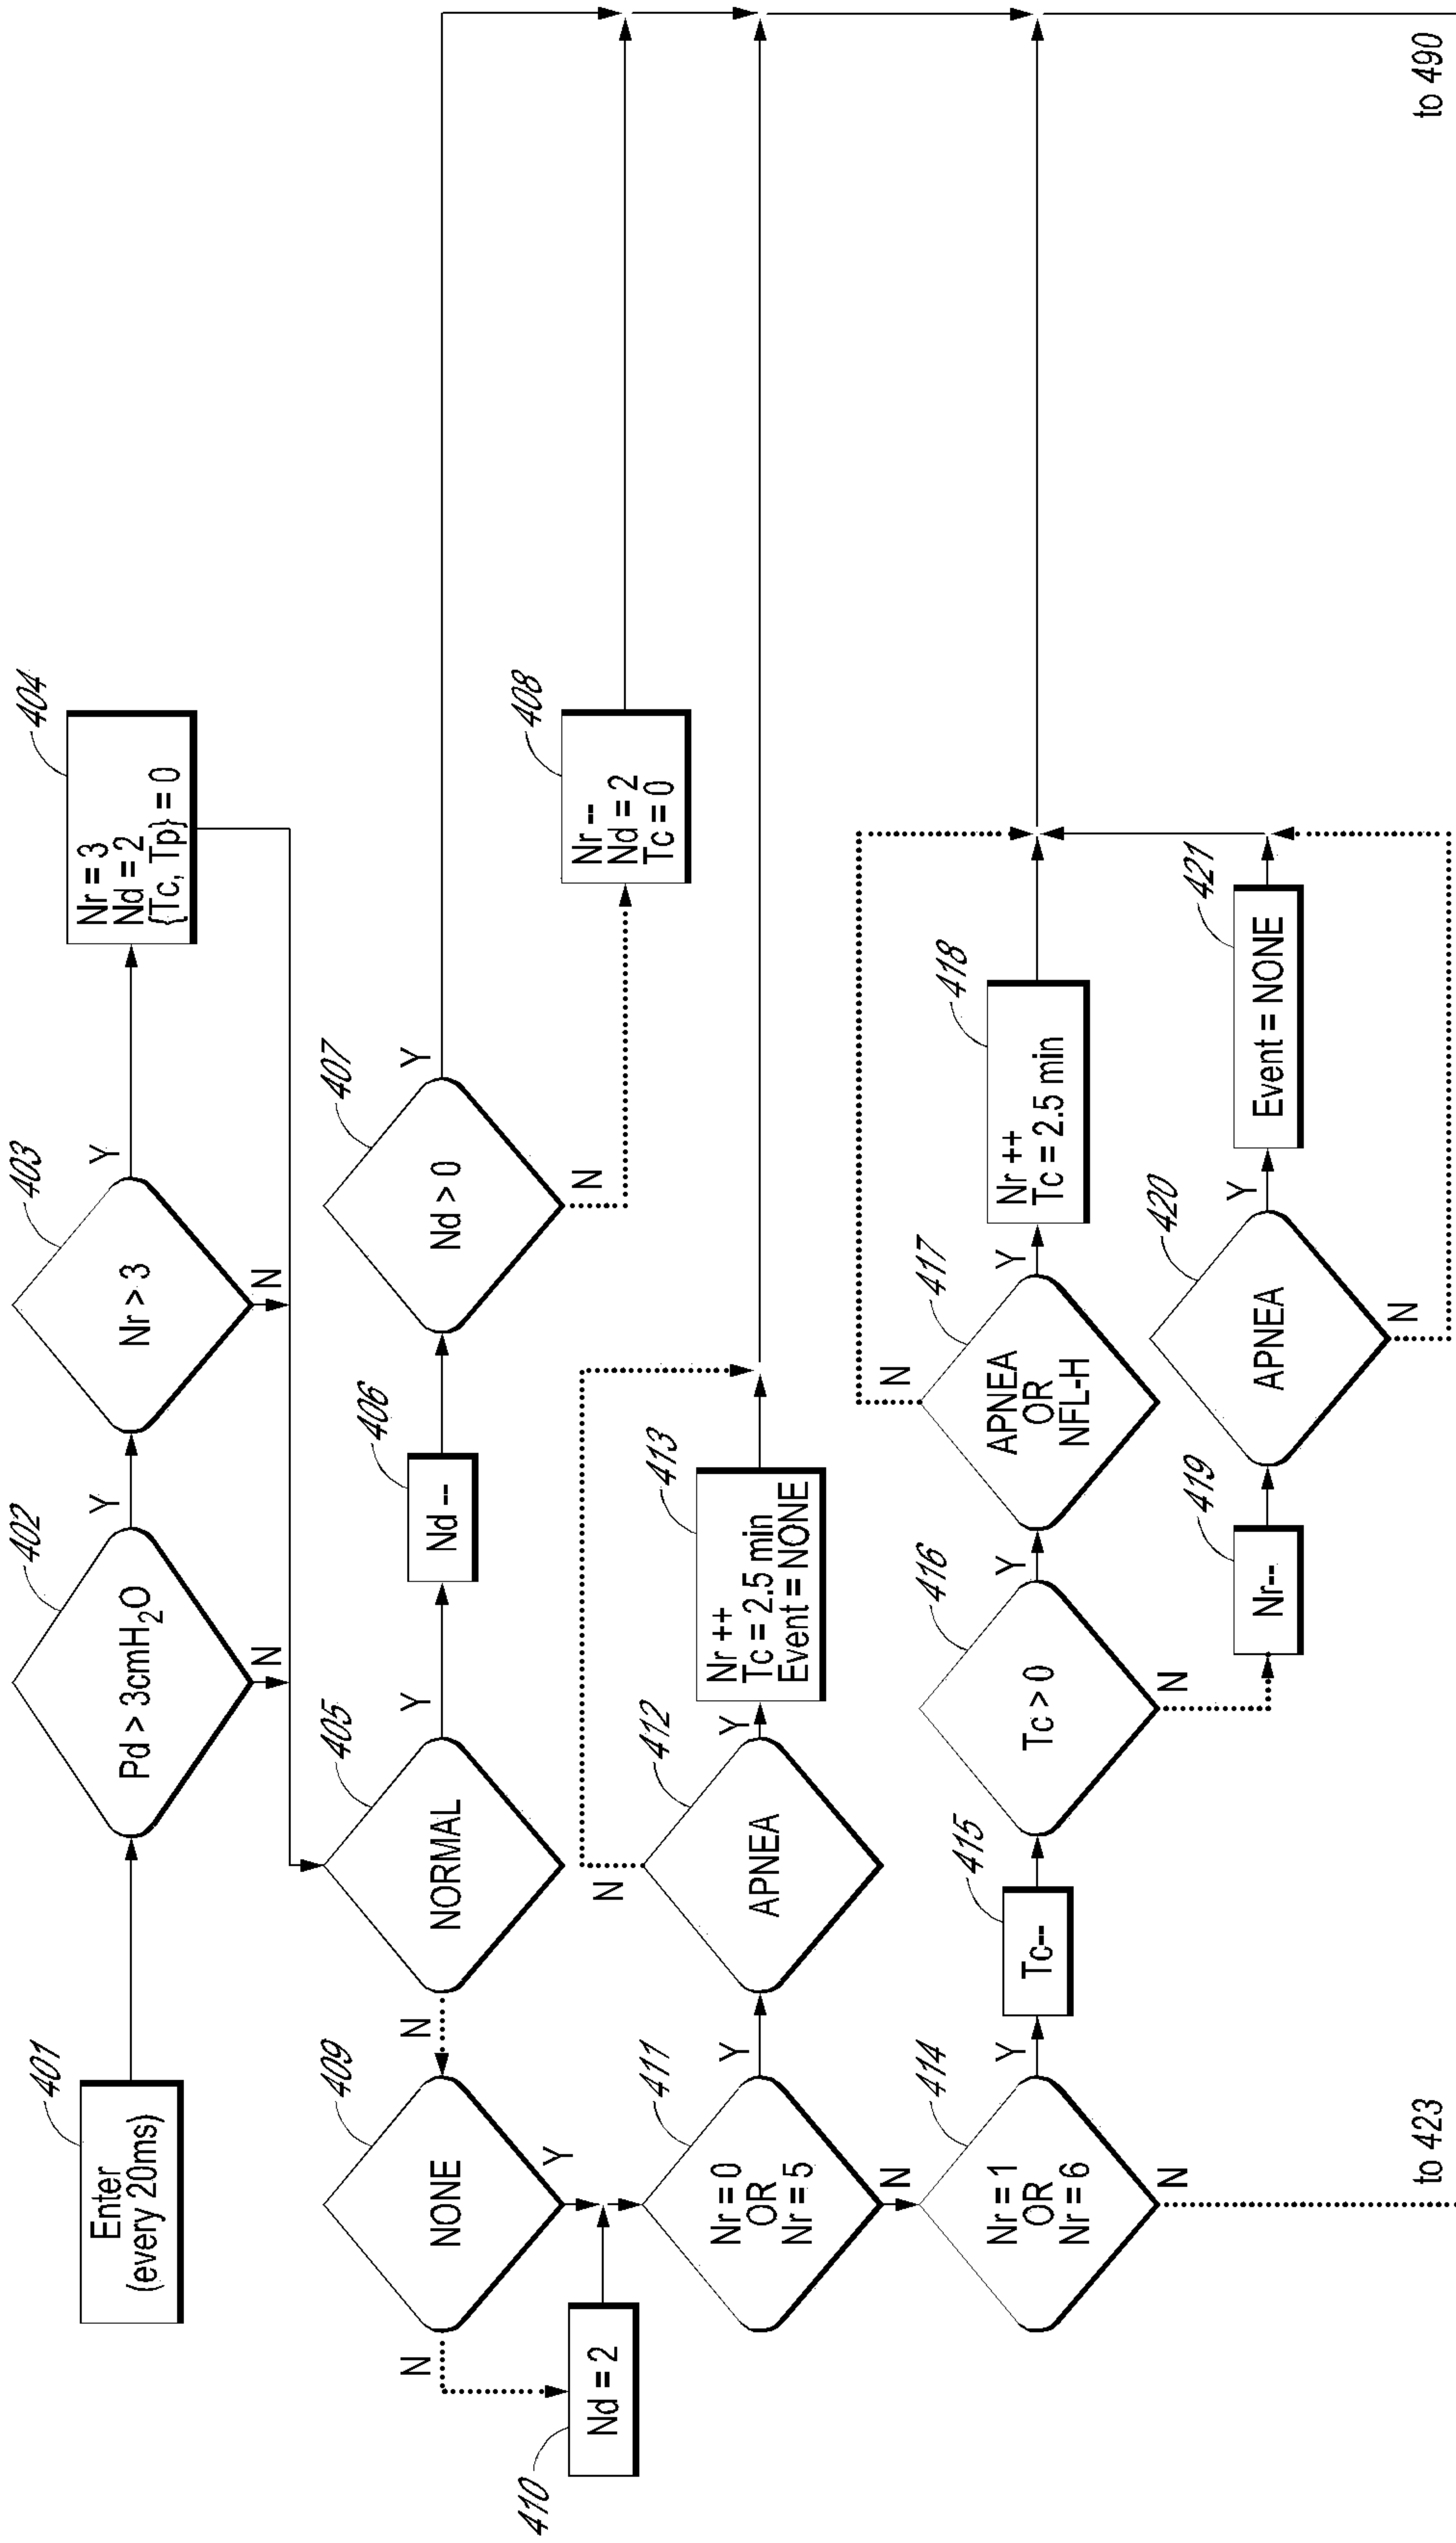 401
Enter
(every 20ms)
402
Pd > 3cmH2O
Y
N
403
Nr > 3
Y
N
404
Nr = 3
Nd = 2
{Tc, Tp} = 0
405
NORMAL
Y
N
406
Nd --
407
Nd > 0
Y
N
408
Nr --
Nd = 2
Tc = 0
409
NONE
Y
N
410
Nd = 2
411
Nr = 0
OR
Nr = 5
Y
N
412
APNEA
Y
N
413
Nr ++
Tc = 2.5 min
Event = NONE
414
Nr = 1
OR
Nr = 6
Y
N
415
Tc--
416
Tc > 0
Y
N
417
APNEA
OR
NFL-H
Y
N
418
Nr ++
Tc = 2.5 min
419
Nr--
420
APNEA
Y
N
421
Event = NONE
to 423
to 490